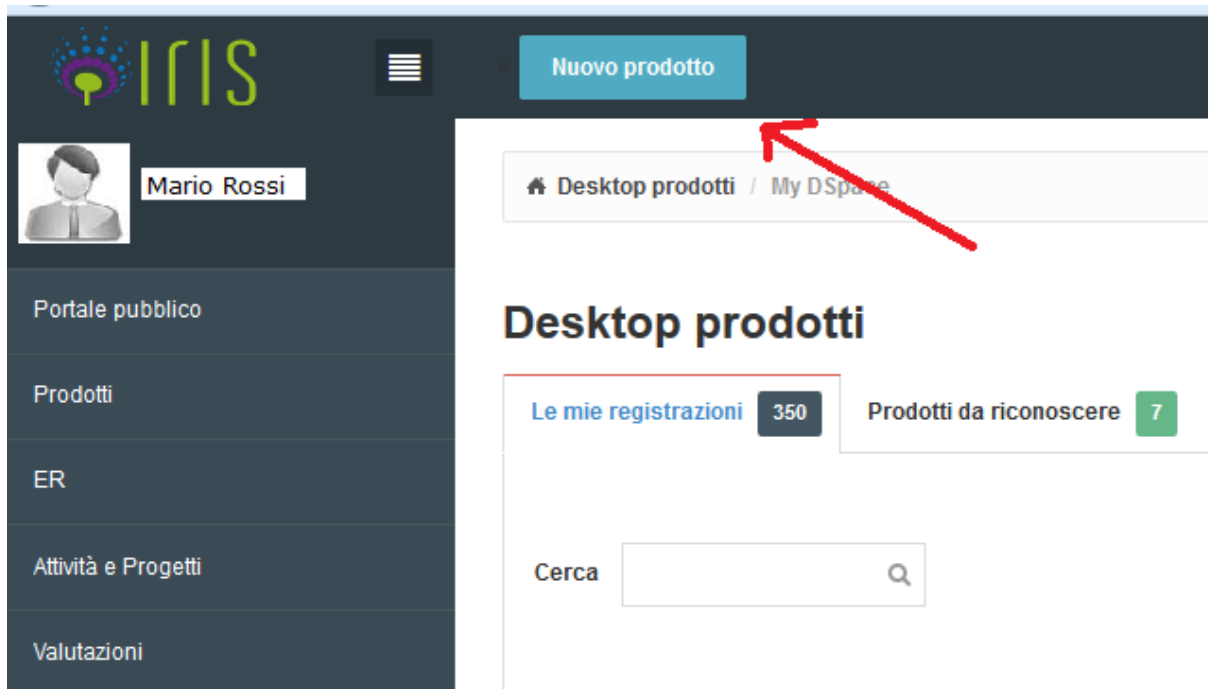 IRIS
Nuovo prodotto
Mario Rossi
Desktop prodotti / My DSpace
Portale pubblico
Desktop prodotti
Prodotti
Le mie registrazioni 350 Prodotti da riconoscere 7
ER
Attività e Progetti
Cerca
Valutazioni